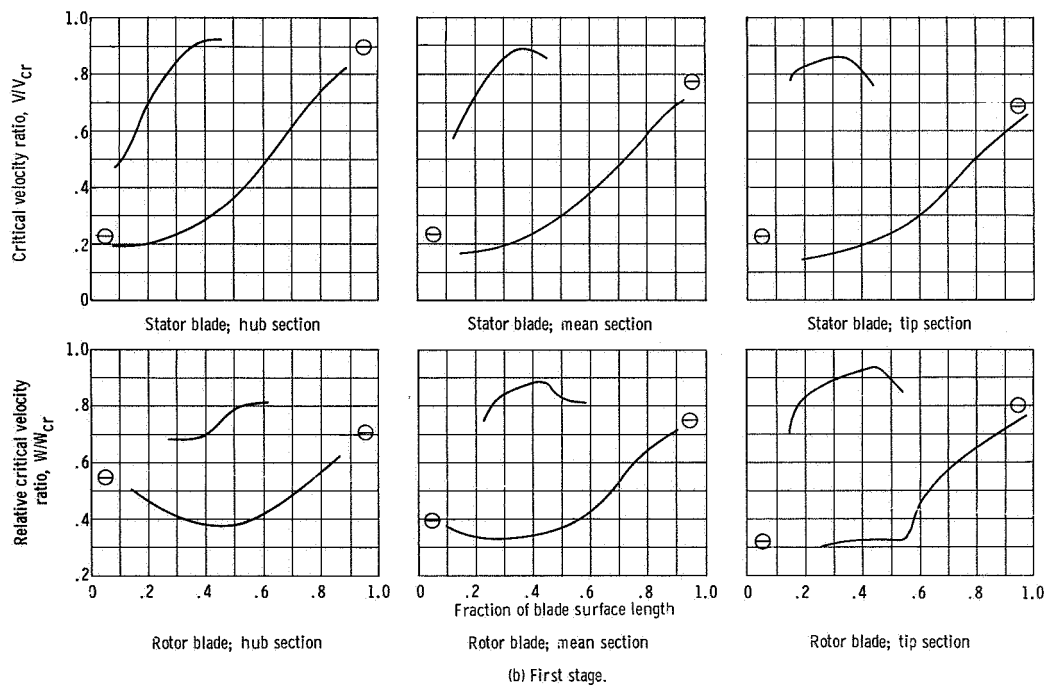 Critical velocity ratio, V/Vcr
1.0
.8
.6
.4
.2
0
Stator blade; hub section
Stator blade; mean section
Stator blade; tip section
Relative critical velocity
ratio, W/Wcr
1.0
.8
.6
.4
.2
0 .2 .4 .6 .8 1.0
0 .2 .4 .6 .8 1.0
0 .2 .4 .6 .8 1.0
Fraction of blade surface length
Rotor blade; hub section
Rotor blade; mean section
Rotor blade; tip section
(b) First stage.